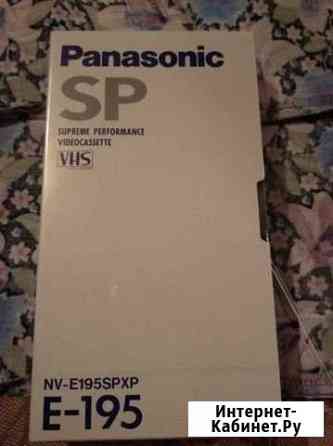 Panasonic
SP
SUPREME PERFORMANCE
VIDEOCASSETTE
VHS
NV-E195SPXP
E-195
Интернет-
Кабинет.Ру